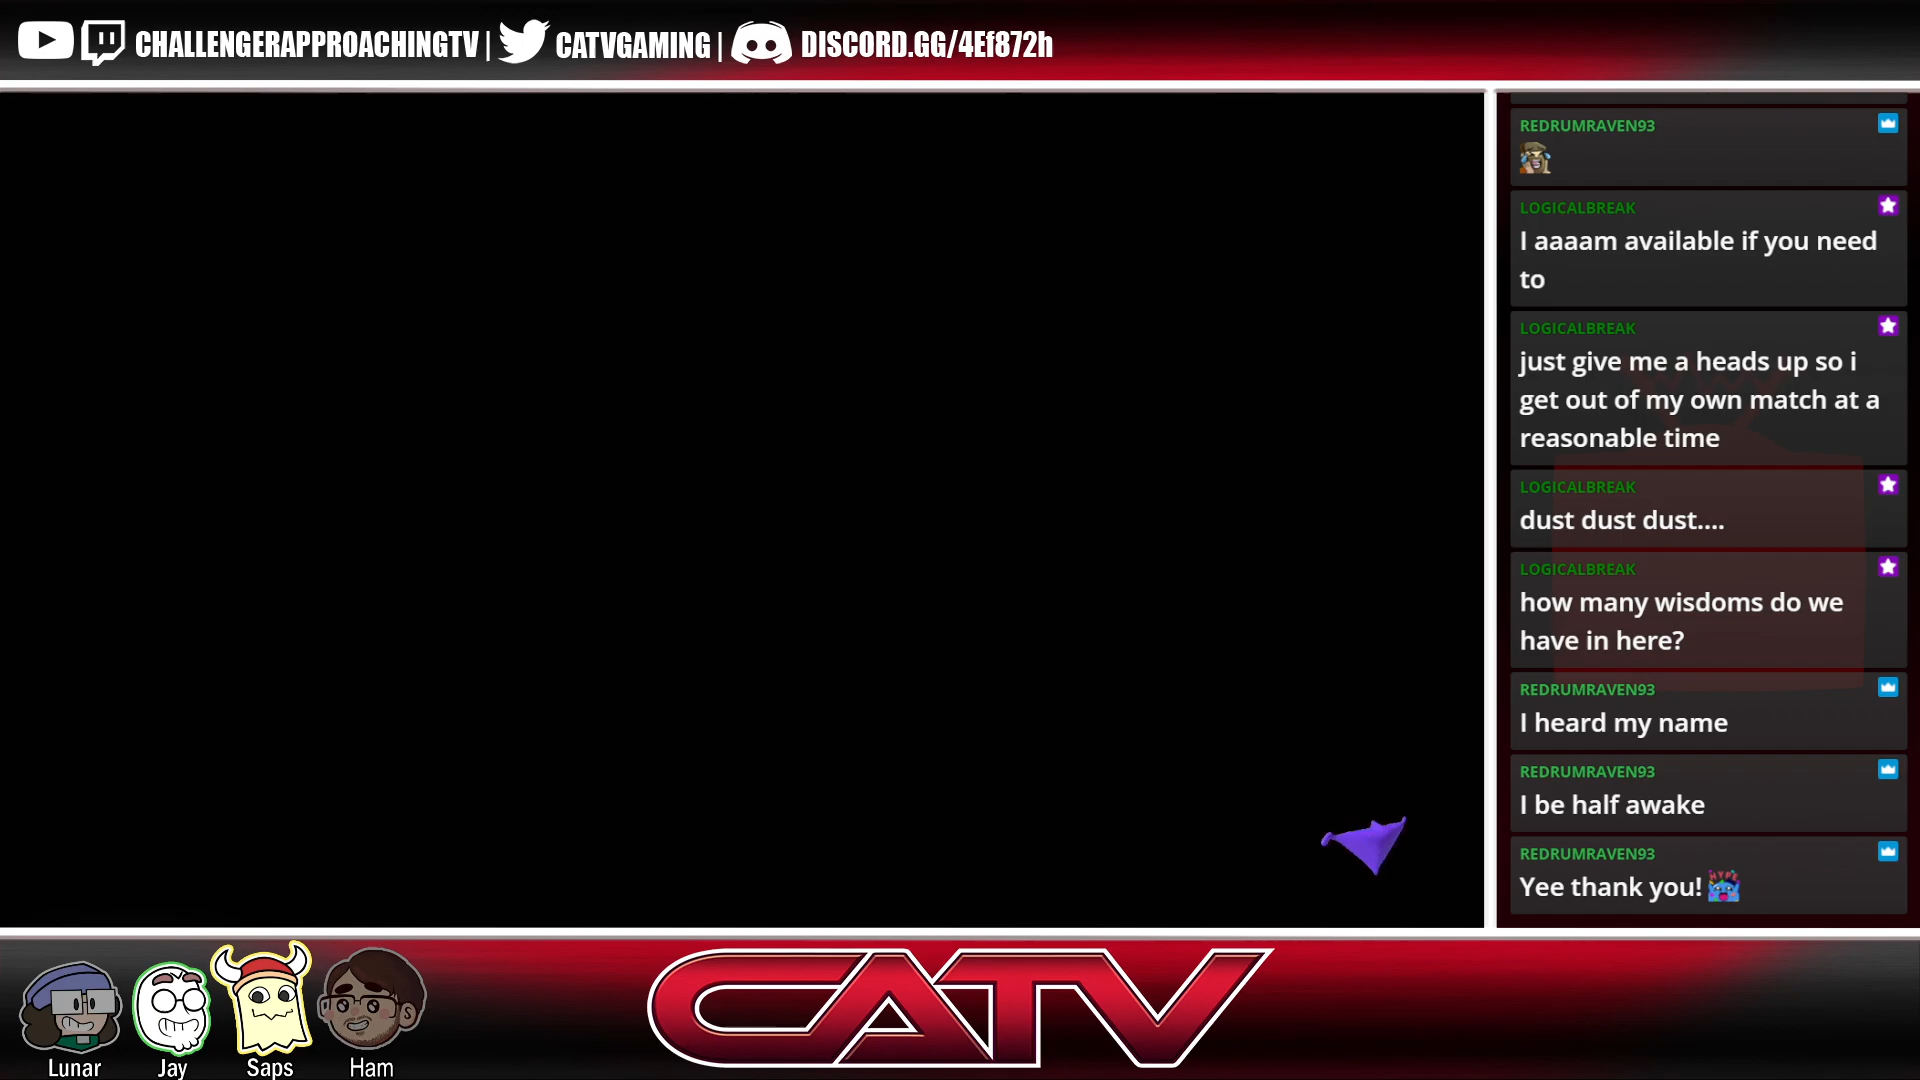 CHALLENGERAPPROACHINGTV | CATVGAMING | DISCORD.GG/4Ef872h
REDRUMRAVEN93
LOGICALBREAK
I aaaam available if you need
to
LOGICALBREAK
just give me a heads up so i
get out of my own match at a
reasonable time
LOGICALBREAK
dust dust dust....
LOGICALBREAK
how many wisdoms do we
have in here?
REDRUMRAVEN93
I heard my name
REDRUMRAVEN93
I be half awake
REDRUMRAVEN93
Yee thank you! HYPE
S
CATV
Lunar Jay Saps Ham